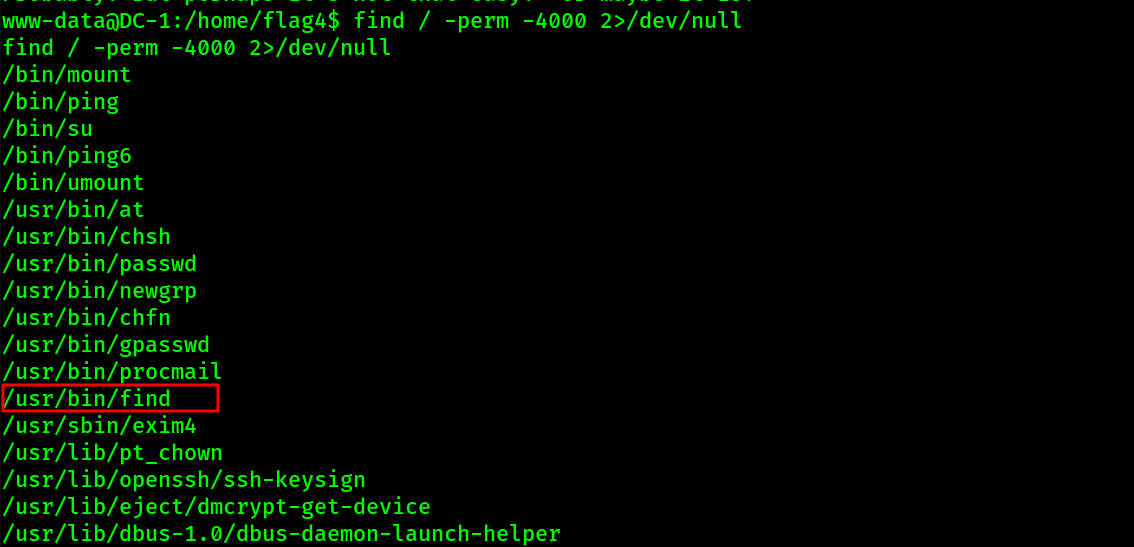 www-data@DC-1:/home/flag4$ find / -perm -4000 2>/dev/null
find / -perm -4000 2>/dev/null
/bin/mount
/bin/ping
/bin/su
/bin/ping6
/bin/umount
/usr/bin/at
/usr/bin/chsh
/usr/bin/passwd
/usr/bin/newgrp
/usr/bin/chfn
/usr/bin/gpasswd
/usr/bin/procmail
/usr/bin/find
/usr/sbin/exim4
/usr/lib/pt_chown
/usr/lib/openssh/ssh-keysign
/usr/lib/eject/dmcrypt-get-device
/usr/lib/dbus-1.0/dbus-daemon-launch-helper